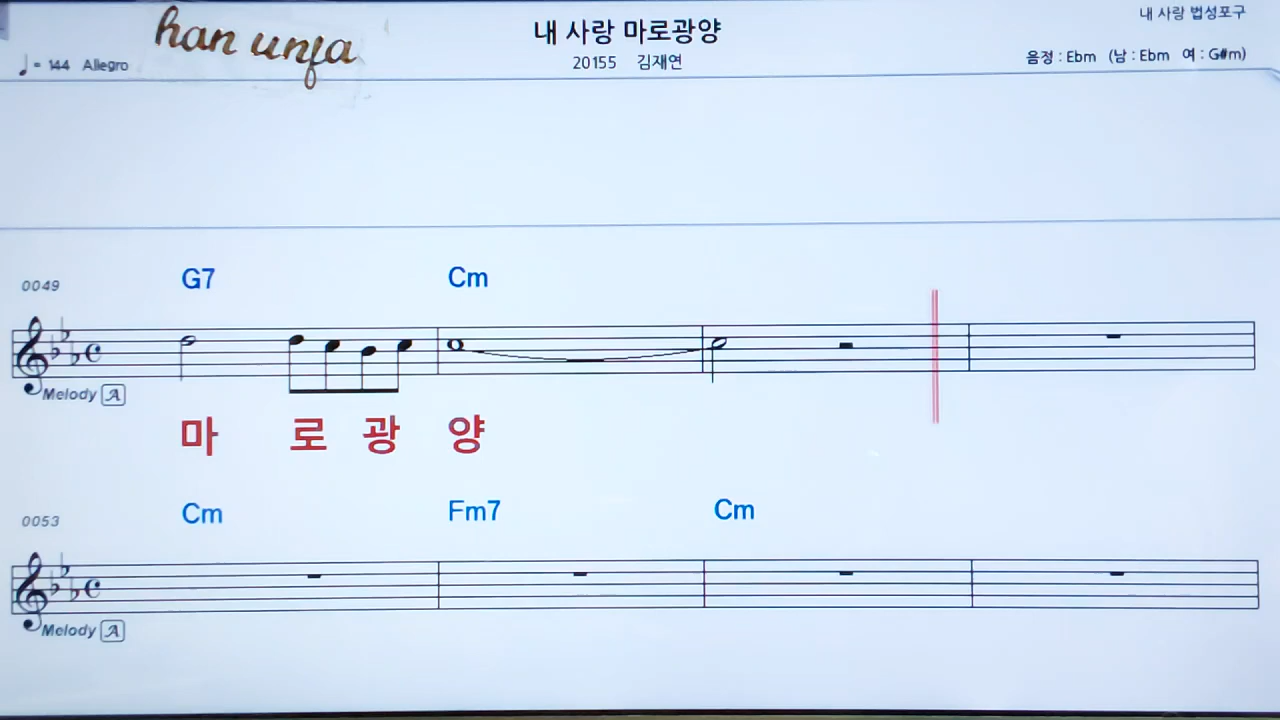 han unfa
내 사랑 마로광양
내 사랑 법성포구
♩ = 144 Allegro
20155 김재연
음정 : Ebm (남 : Ebm 여 : G#m)
0049 G7 Cm
Melody A
마 로 광 양
0053 Cm Fm7 Cm
Melody A